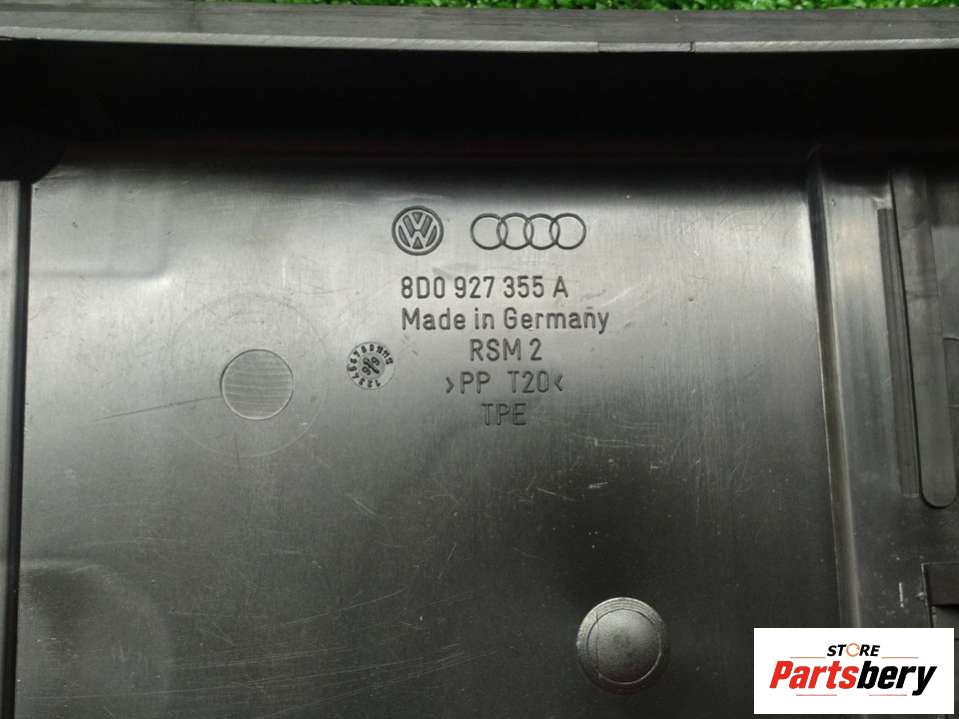 8D0 927 355 A
Made in Germany
RSM 2
>PP T20<
TPE
STORE
Partsbery